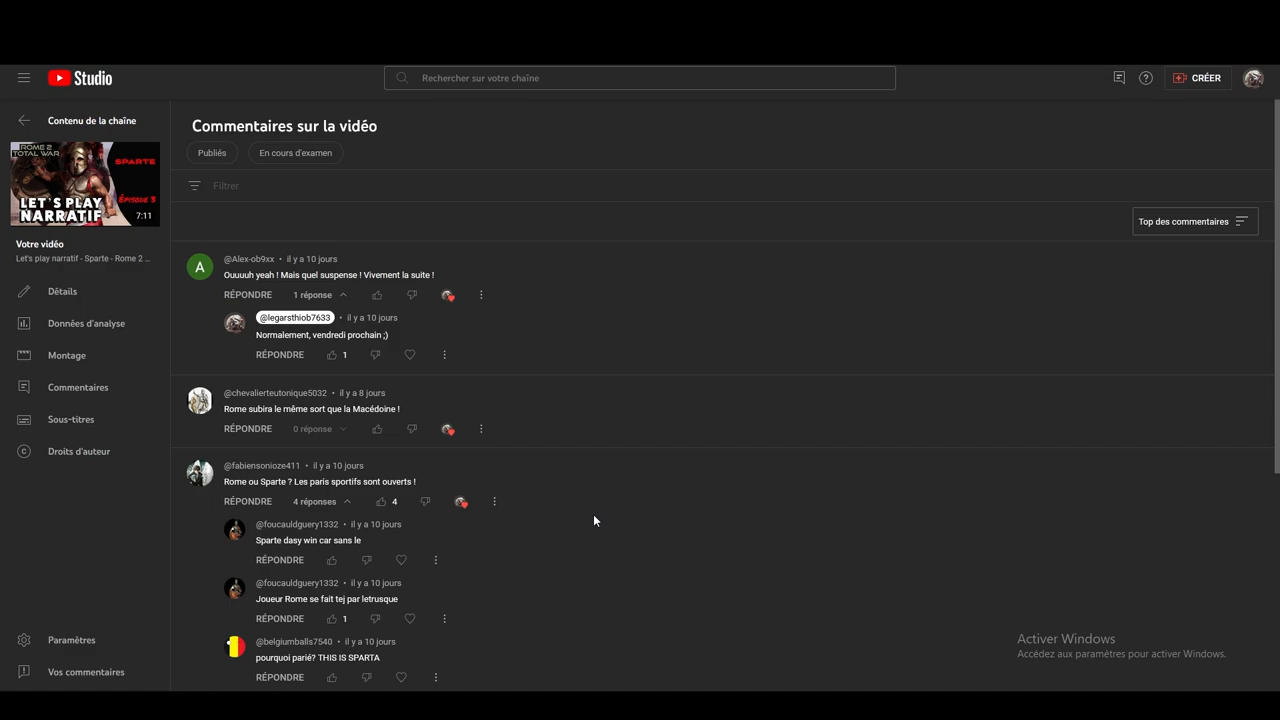 Studio
Rechercher sur votre chaîne
CRÉER
Contenu de la chaîne
ROME 2
TOTAL WAR
SPARTE
Épisode 3
LET'S PLAY
NARRATIF
7:11
Votre vidéo
Let's play narratif - Sparte - Rome 2 ...
Détails
Données d'analyse
Montage
Commentaires
Sous-titres
Droits d'auteur
Paramètres
Vos commentaires
Commentaires sur la vidéo
Publiés
En cours d'examen
Filtrer
Top des commentaires
A
@Alex-ob9xx • il y a 10 jours
Ouuuuh yeah ! Mais quel suspense ! Vivement la suite !
RÉPONDRE 1 réponse
@legarsthiob7633 • il y a 10 jours
Normalement, vendredi prochain ;)
RÉPONDRE 1
@chevalierteutonique5032 • il y a 8 jours
Rome subira le même sort que la Macédoine !
RÉPONDRE 0 réponse
@fabiensonioze411 • il y a 10 jours
Rome ou Sparte ? Les paris sportifs sont ouverts !
RÉPONDRE 4 réponses 4
@foucauldguery1332 • il y a 10 jours
Sparte dasy win car sans le
RÉPONDRE
@foucauldguery1332 • il y a 10 jours
Joueur Rome se fait tej par letrusque
RÉPONDRE 1
@belgiumballs7540 • il y a 10 jours
pourquoi parié? THIS IS SPARTA
RÉPONDRE
Activer Windows
Accédez aux paramètres pour activer Windows.